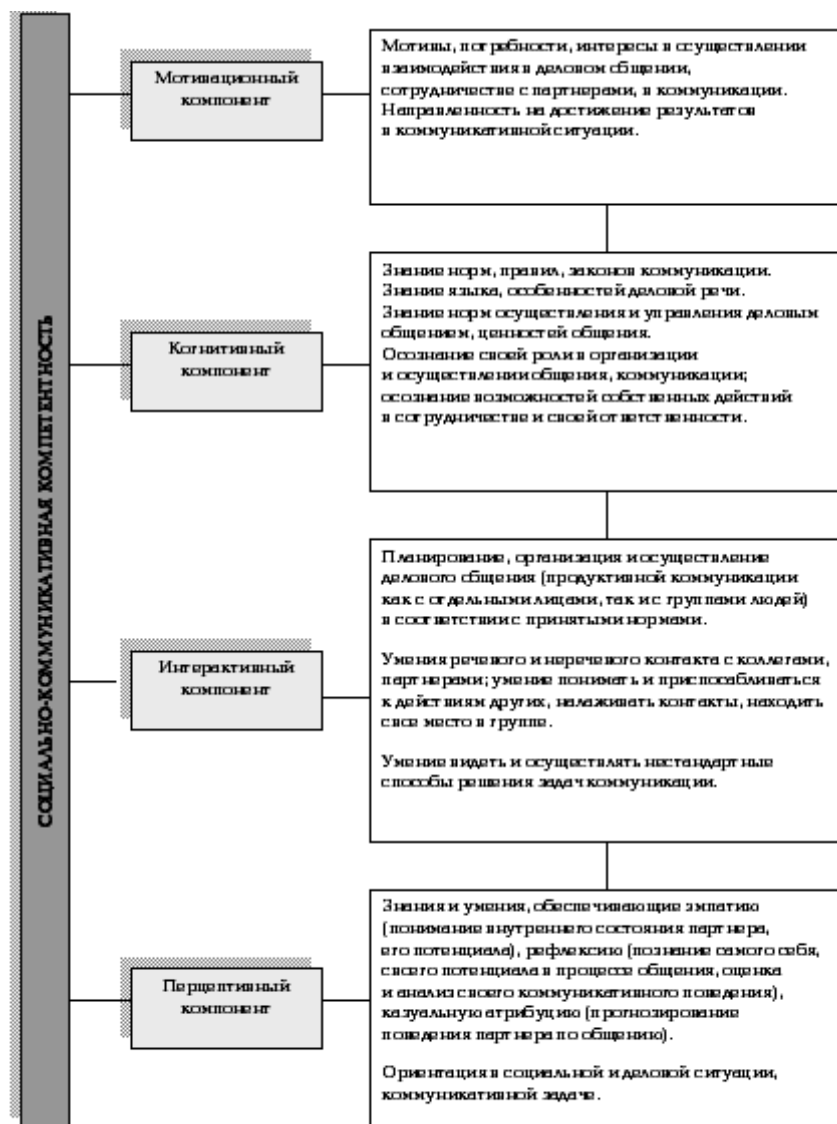 СОЦИАЛЬНО-КОММУНИКАТИВНАЯ КОМПЕТЕНТНОСТЬ
Мотивационный
компонент
Мотивы, потребности, интересы в осуществлении
взаимодействия в деловом общении,
сотрудничестве с партнерами, в коммуникации.
Направленность на достижение результатов
в коммуникативной ситуации.
Когнитивный
компонент
Знание норм, правил, законов коммуникации.
Знание языка, особенностей деловой речи.
Знание норм осуществления и управления деловым
общением, ценностей общения.
Осознание своей роли в организации
и осуществлении общения, коммуникации;
осознание возможностей собственных действий
в сотрудничестве и своей ответственности.
Интерактивный
компонент
Планирование, организация и осуществление
делового общения (продуктивной коммуникации
как с отдельными лицами, так и с группами людей)
в соответствии с принятыми нормами.
Умения речевого и неречевого контакта с коллегами,
партнерами; умение понимать и приспосабливаться
к действиям других, налаживать контакты, находить
свое место в группе.
Умение видеть и осуществлять нестандартные
способы решения задач коммуникации.
Перцептивный
компонент
Знания и умения, обеспечивающие эмпатию
(понимание внутреннего состояния партнера,
его потенциала), рефлексию (познание самого себя,
своего потенциала в процессе общения, оценка
и анализ своего коммуникативного поведения),
казуальную атрибуцию (прогнозирование
поведения партнера по общению).
Ориентация в социальной и деловой ситуации,
коммуникативной задаче.